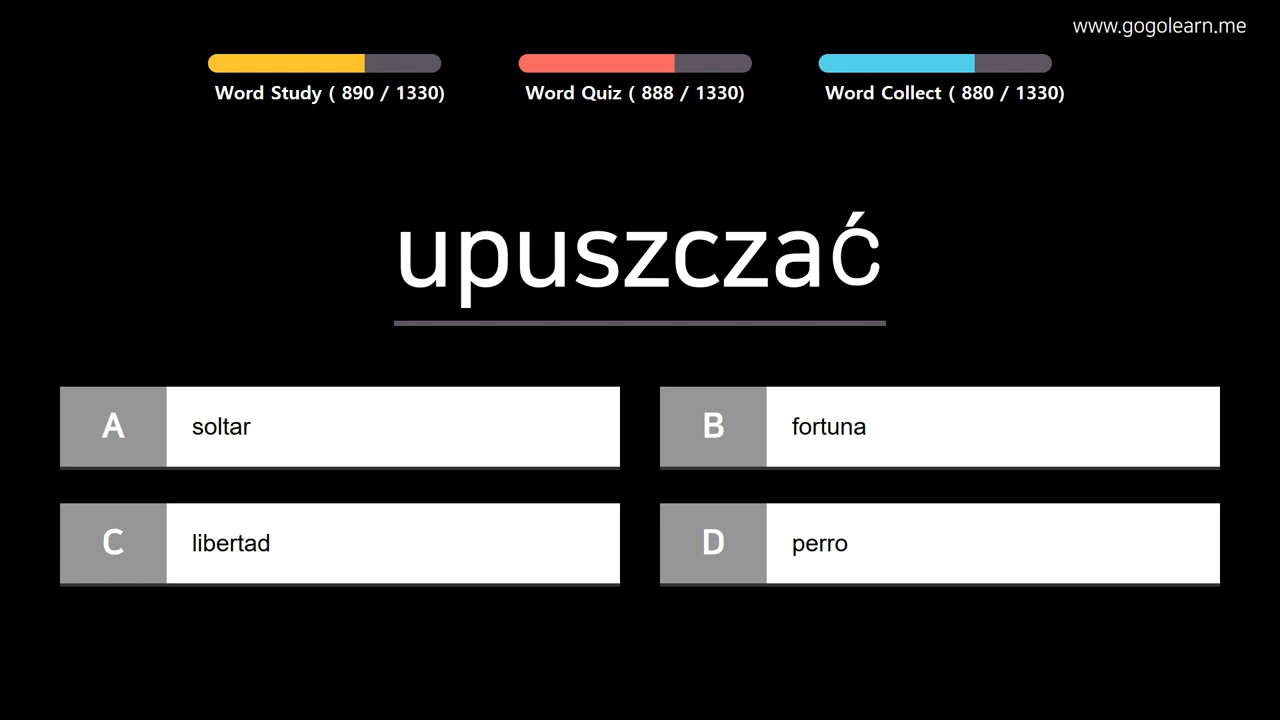 www.gogolearn.me
Word Study ( 890 / 1330)
Word Quiz ( 888 / 1330)
Word Collect ( 880 / 1330)
upuszczać
A soltar
B fortuna
C libertad
D perro